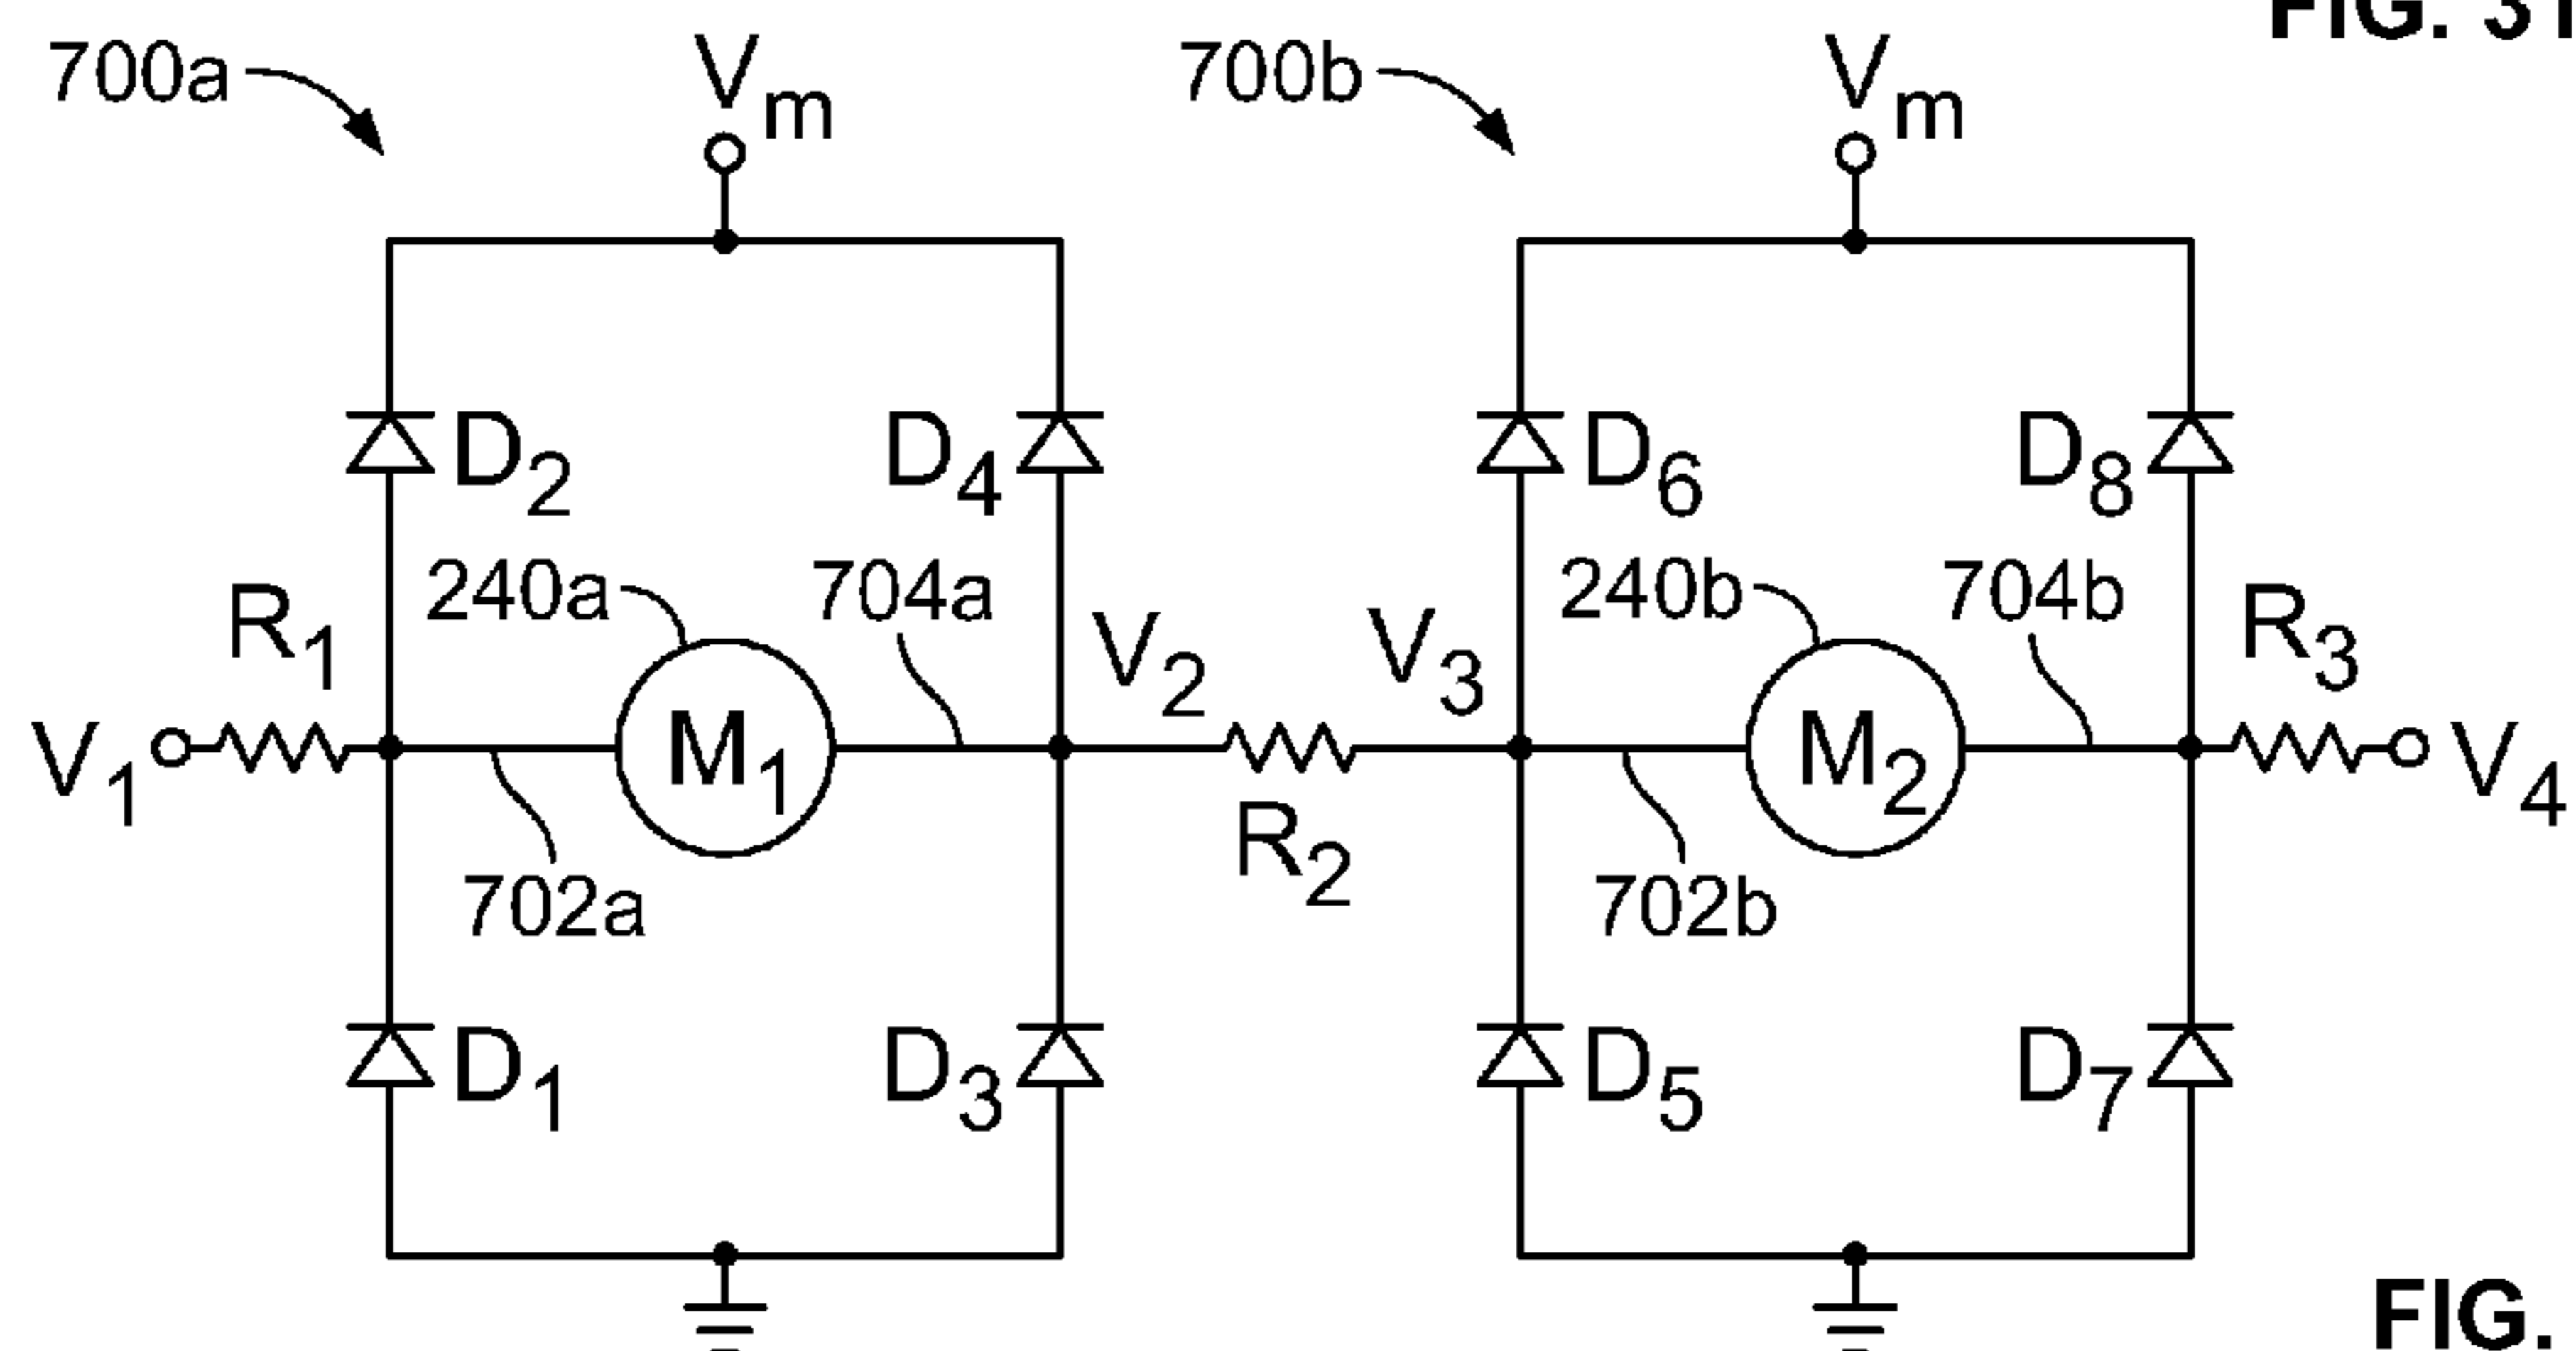 FIG. 31
700a
Vm
700b
Vm
D2
D4
D6
D8
R1
240a
704a
V2
V3
240b
704b
R3
V1
M1
M2
V4
R2
702a
702b
D1
D3
D5
D7
FIG.